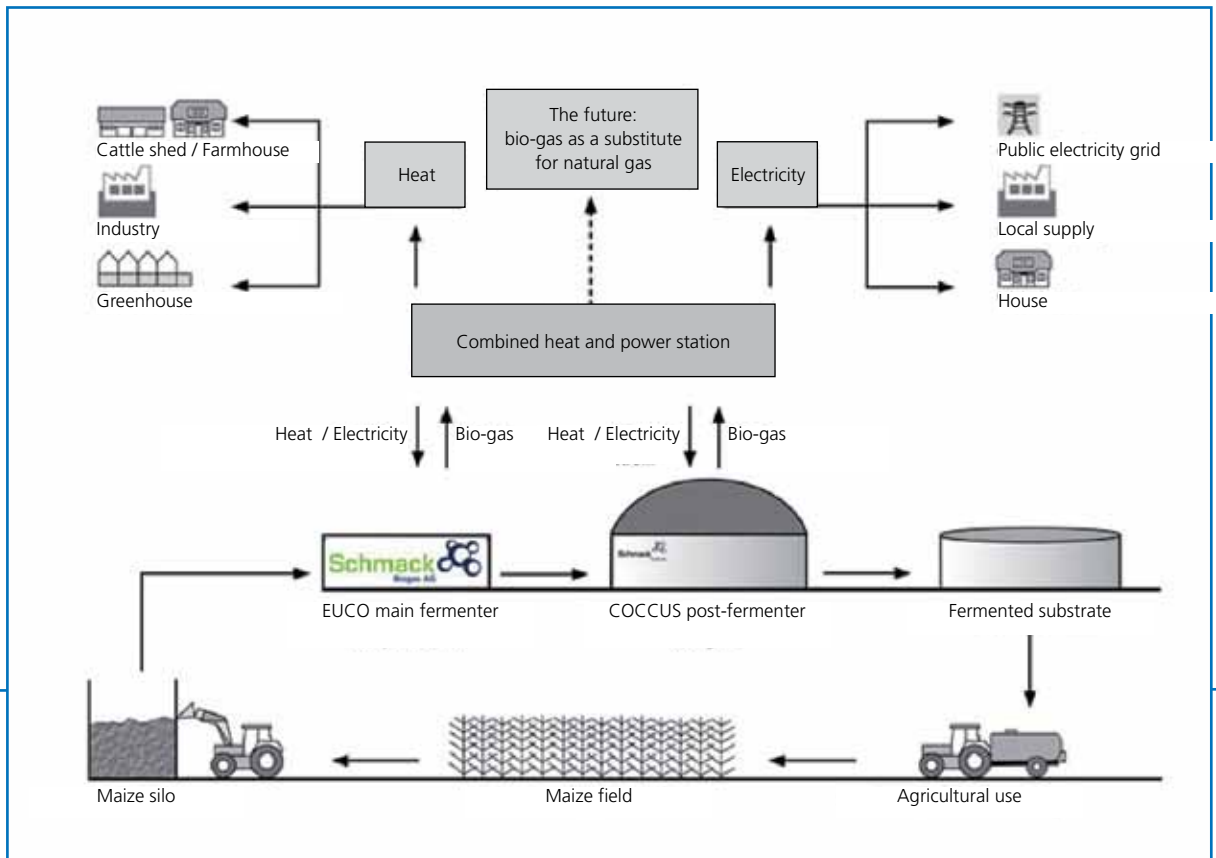 The future:
bio-gas as a substitute
for natural gas
Heat
Electricity
Cattle shed / Farmhouse
Public electricity grid
Industry
Local supply
Greenhouse
House
Combined heat and power station
Heat / Electricity
Bio-gas
Heat / Electricity
Bio-gas
Schmack
Biogas AG
Schmack
EUCO main fermenter
COCCUS post-fermenter
Fermented substrate
Maize silo
Maize field
Agricultural use